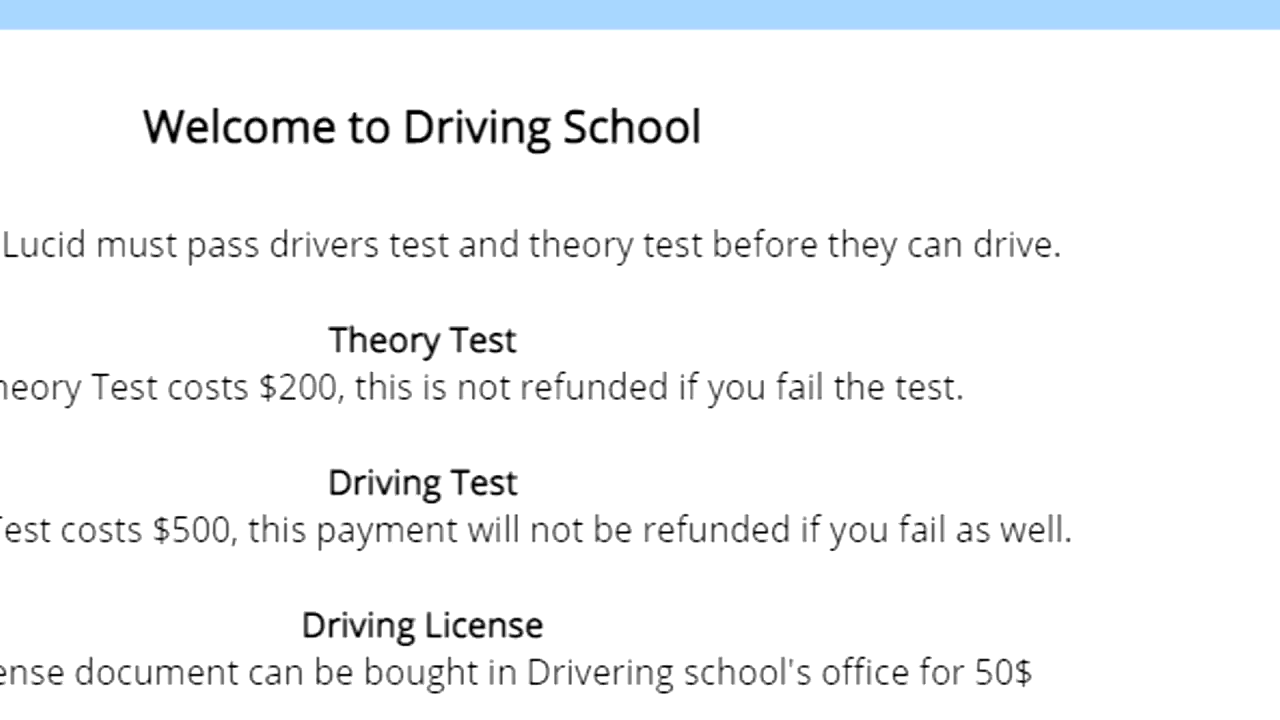 Welcome to Driving School
Lucid must pass drivers test and theory test before they can drive.
Theory Test
heory Test costs $200, this is not refunded if you fail the test.
Driving Test
Test costs $500, this payment will not be refunded if you fail as well.
Driving License
ense document can be bought in Drivering school's office for 50$